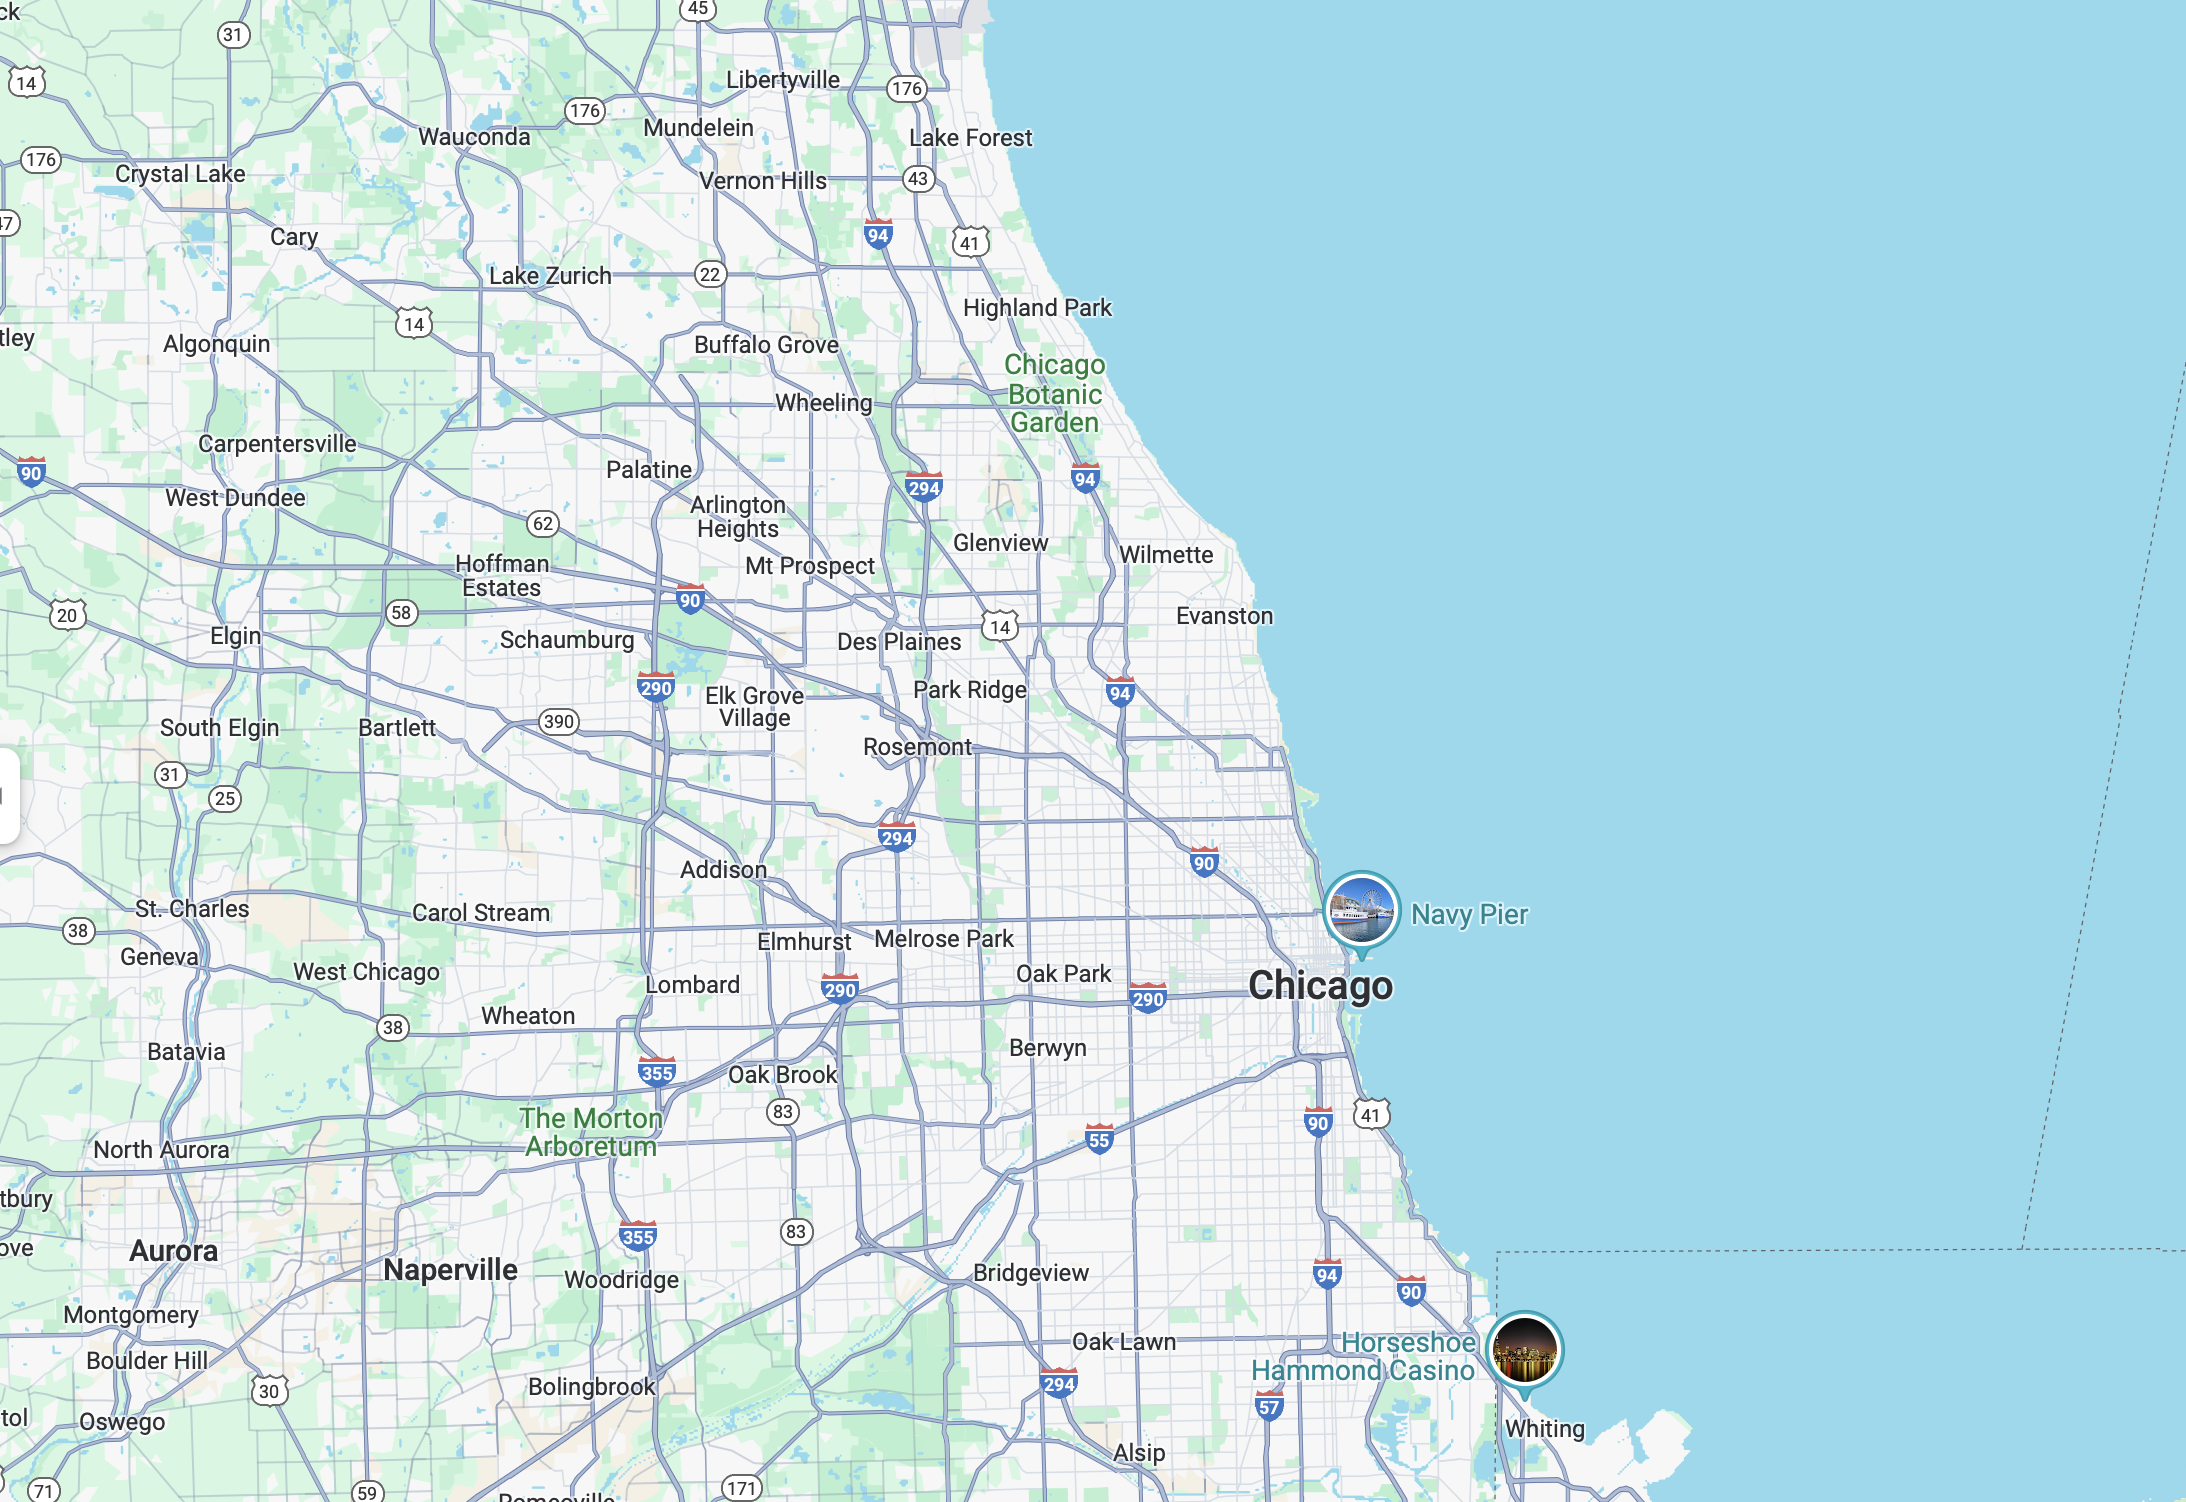 ck
45
31
14
Libertyville
176
176
Mundelein
Wauconda
Lake Forest
176
Crystal Lake
Vernon Hills
43
47
94
Cary
41
Lake Zurich
22
Highland Park
14
tley
Algonquin
Buffalo Grove
Chicago
Botanic
Garden
Wheeling
Carpentersville
90
Palatine
94
294
West Dundee
Arlington
Heights
62
Glenview
Wilmette
Hoffman
Estates
Mt Prospect
90
20
58
Evanston
14
Elgin
Schaumburg
Des Plaines
290
Elk Grove
Village
Park Ridge
94
South Elgin
Bartlett
390
Rosemont
31
25
294
Addison
90
St. Charles
Carol Stream
Navy Pier
38
Elmhurst
Melrose Park
Geneva
West Chicago
Oak Park
Lombard
290
290
Chicago
Wheaton
38
Batavia
Berwyn
355
Oak Brook
The Morton
Arboretum
83
90
41
55
North Aurora
tbury
355
83
ove
Aurora
Naperville
Woodridge
Bridgeview
94
90
Montgomery
Oak Lawn
Horseshoe
Hammond Casino
Boulder Hill
30
Bolingbrook
294
57
tol
Oswego
Whiting
Alsip
71
59
171
Romeoville